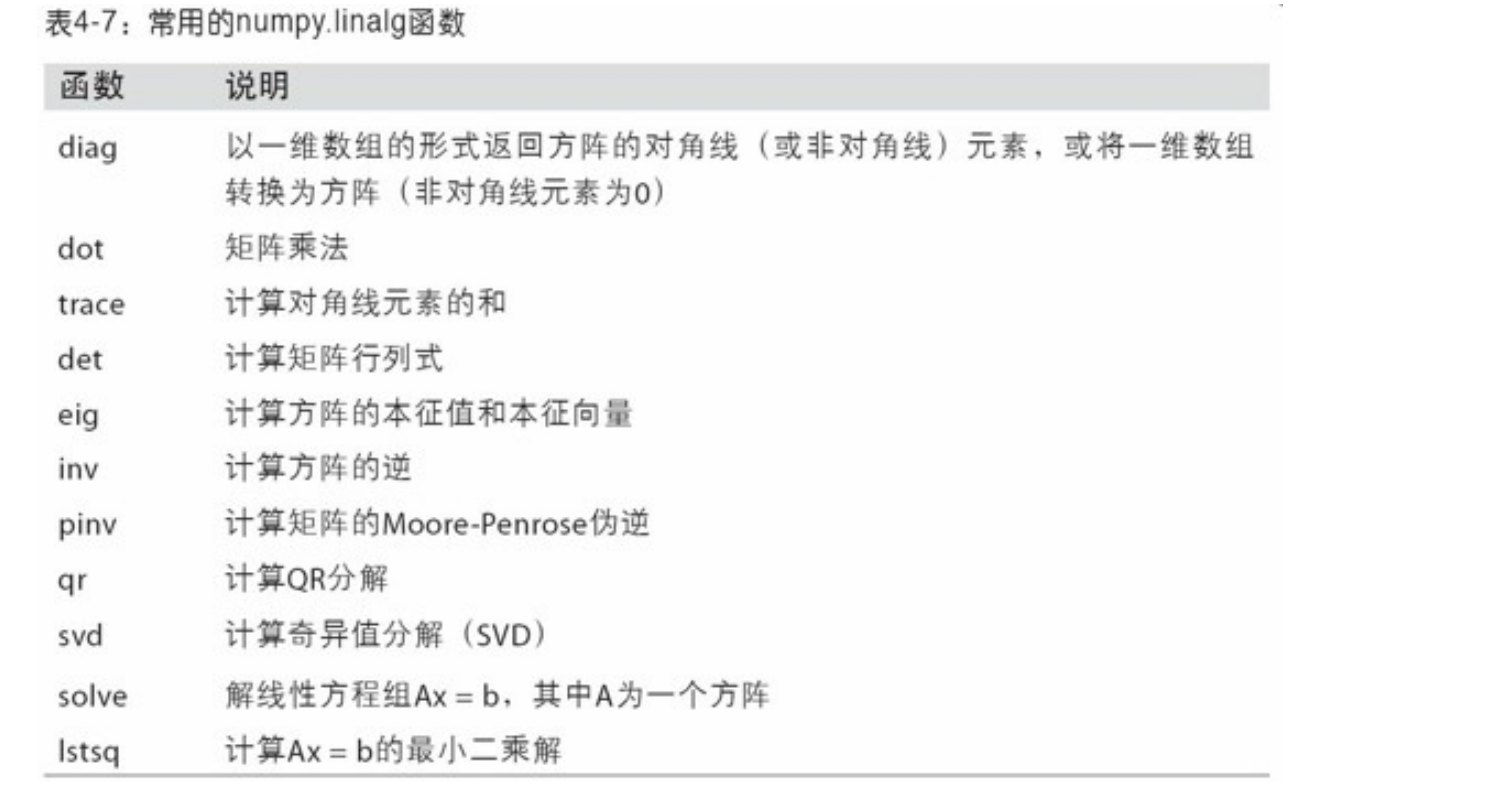 表4-7：常用的numpy.linalg函数
函数 说明
diag 以一维数组的形式返回方阵的对角线（或非对角线）元素，或将一维数组
转换为方阵（非对角线元素为0）
dot 矩阵乘法
trace 计算对角线元素的和
det 计算矩阵行列式
eig 计算方阵的本征值和本征向量
inv 计算方阵的逆
pinv 计算矩阵的Moore-Penrose伪逆
qr 计算QR分解
svd 计算奇异值分解（SVD）
solve 解线性方程组Ax = b，其中A为一个方阵
lstsq 计算Ax = b的最小二乘解